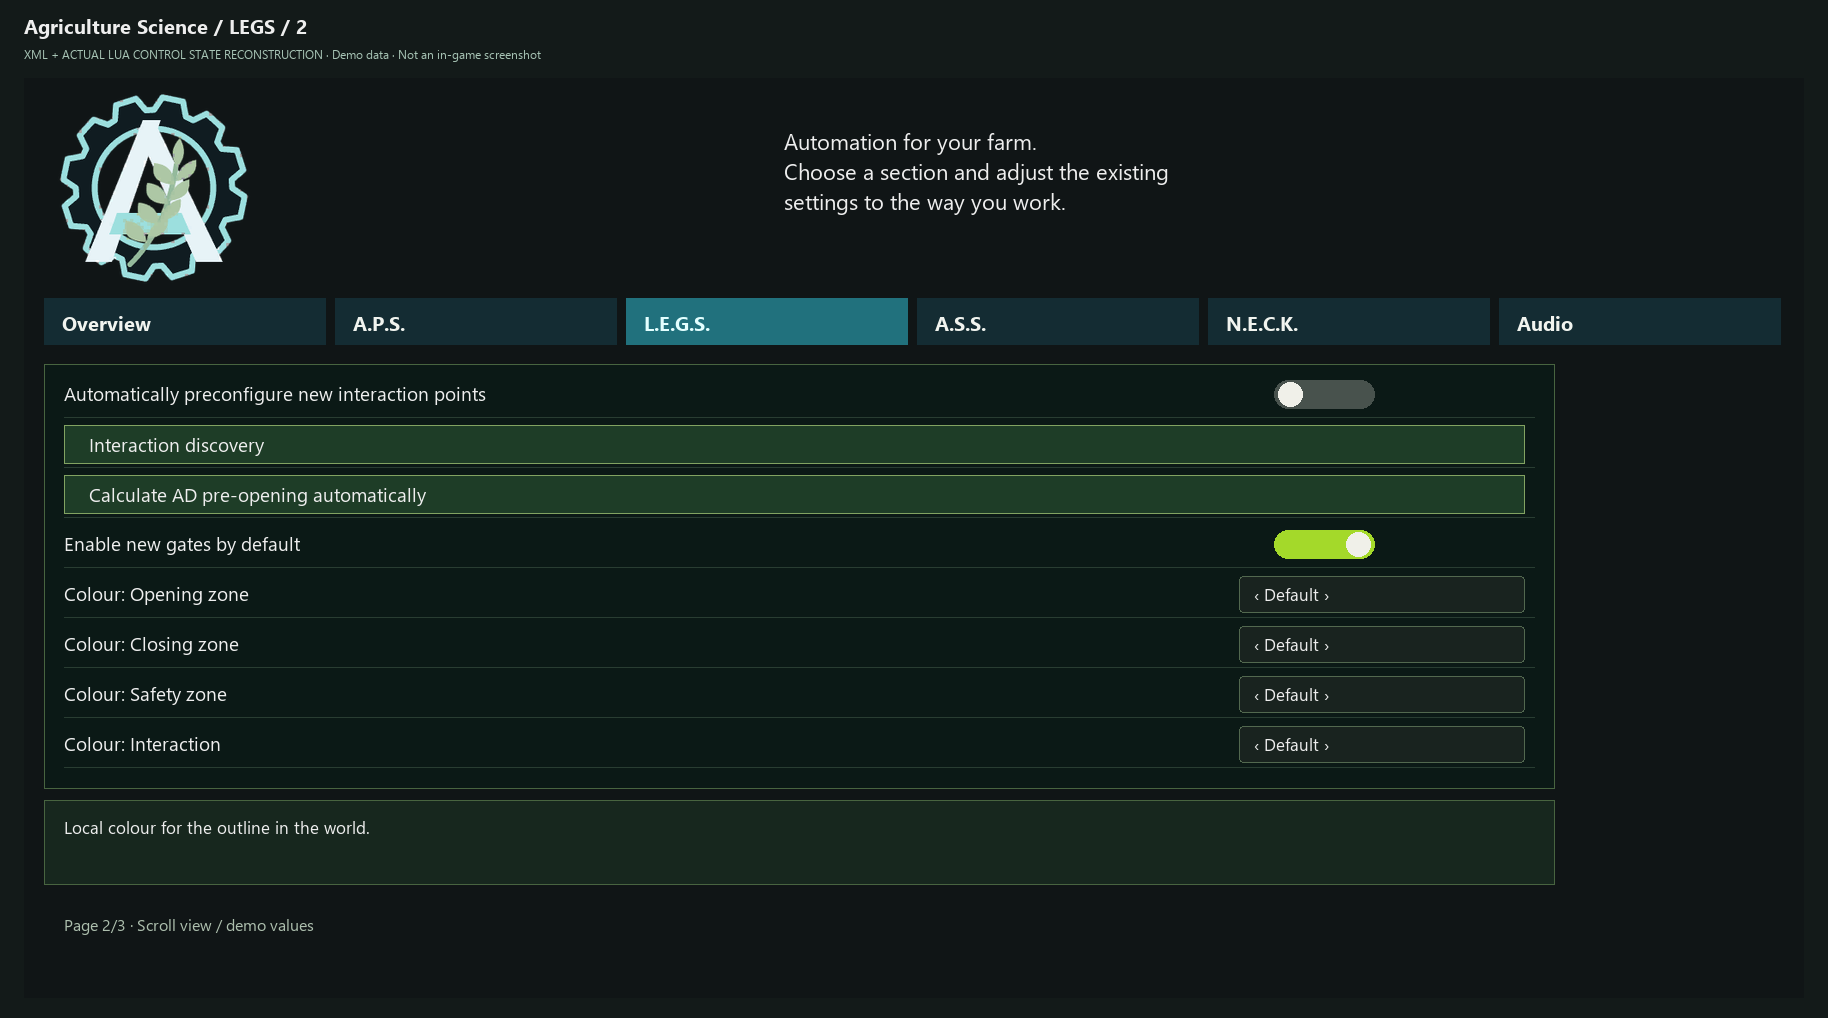 Agriculture Science / LEGS / 2
XML + ACTUAL LUA CONTROL STATE RECONSTRUCTION · Demo data · Not an in-game screenshot
Automation for your farm.
Choose a section and adjust the existing
settings to the way you work.
Overview
A.P.S.
L.E.G.S.
A.S.S.
N.E.C.K.
Audio
Automatically preconfigure new interaction points
Interaction discovery
Calculate AD pre-opening automatically
Enable new gates by default
Colour: Opening zone
‹ Default ›
Colour: Closing zone
‹ Default ›
Colour: Safety zone
‹ Default ›
Colour: Interaction
‹ Default ›
Local colour for the outline in the world.
Page 2/3 · Scroll view / demo values